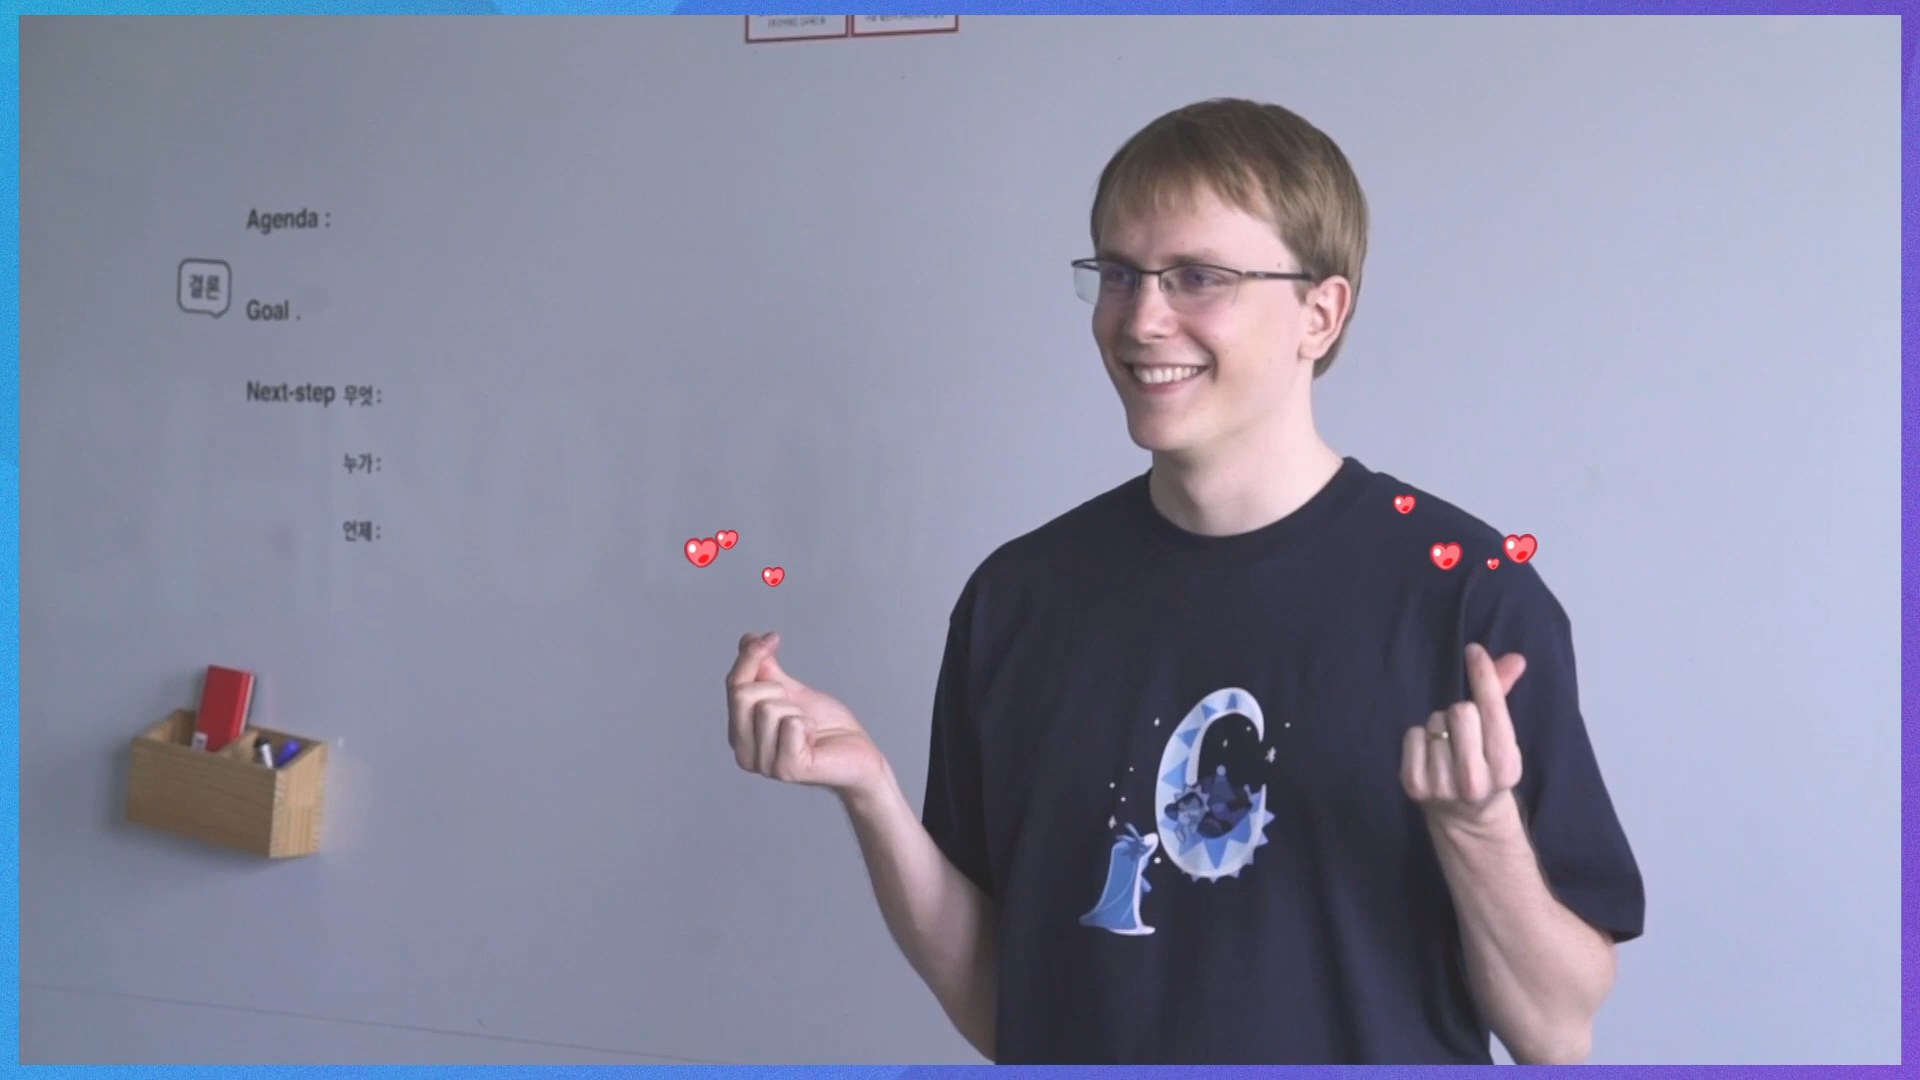 Agenda :
결론
Goal .
Next-step 무엇 :
누가 :
언제 :